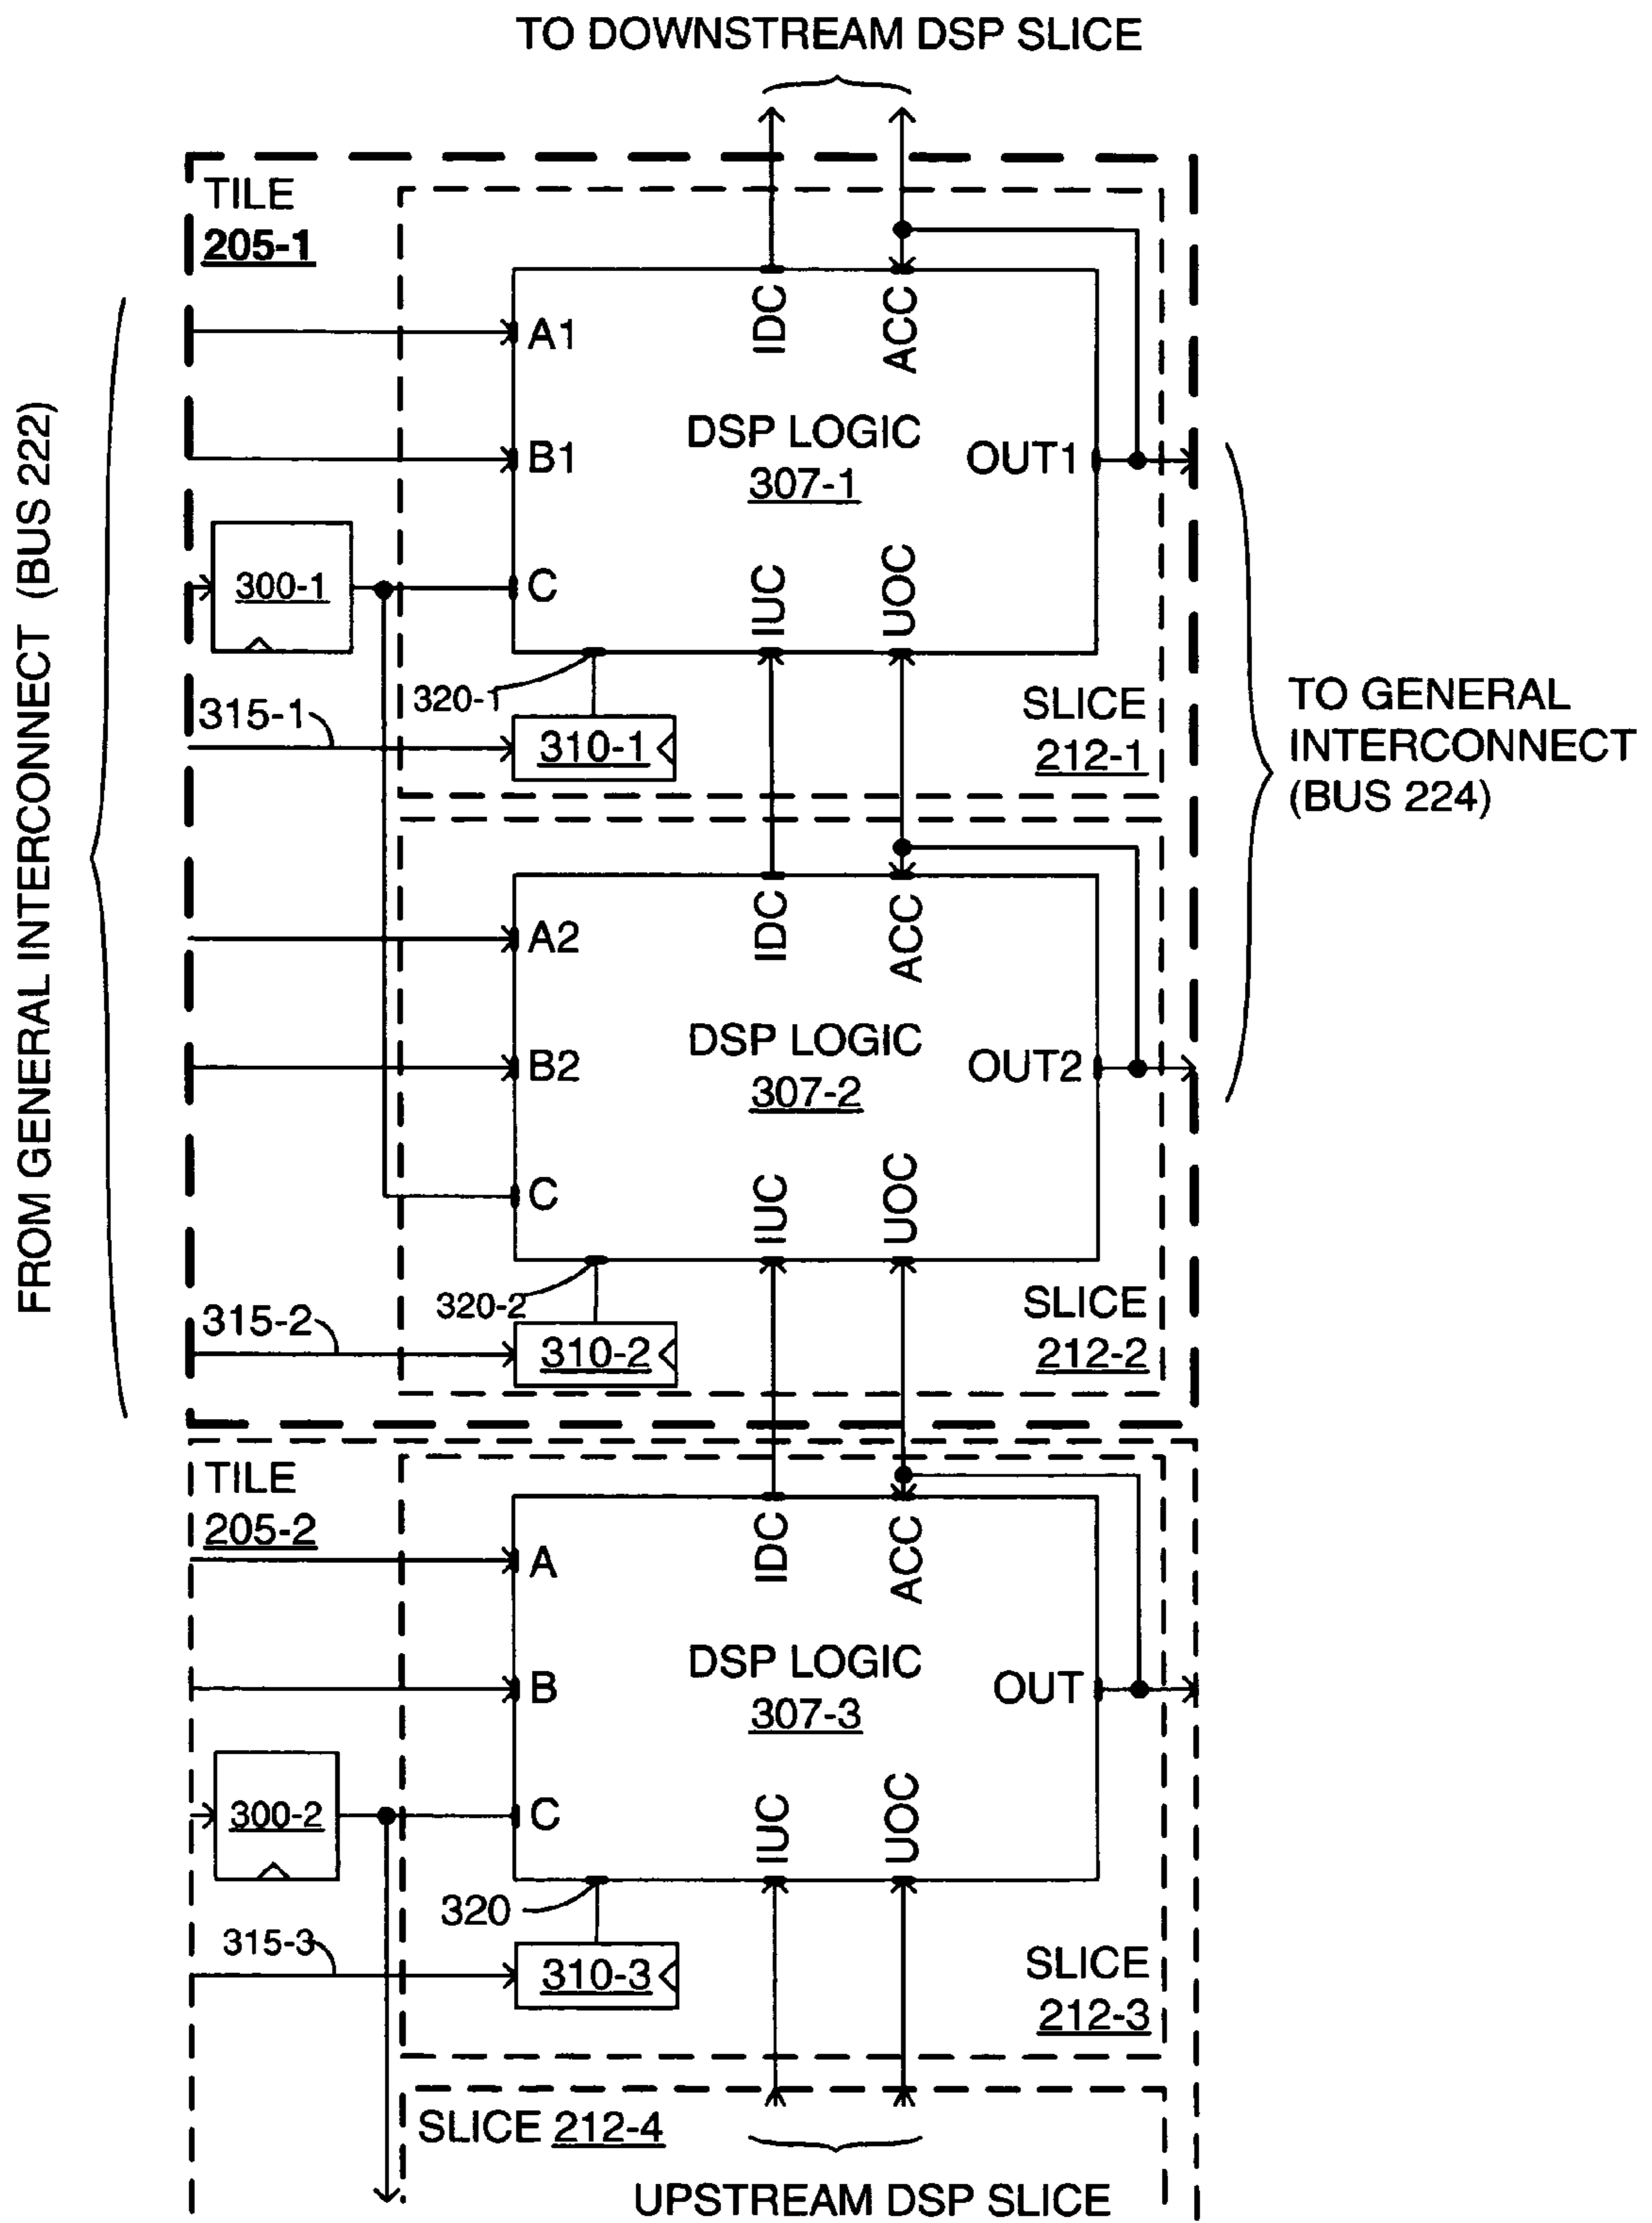 TO DOWNSTREAM DSP SLICE
TILE
205-1
FROM GENERAL INTERCONNECT (BUS 222)
A1
B1
C
IDC
ACC
DSP LOGIC
307-1
OUT1
IUC
UOC
300-1
320-1
315-1
310-1
SLICE
212-1
TO GENERAL
INTERCONNECT
(BUS 224)
A2
B2
C
IDC
ACC
DSP LOGIC
307-2
OUT2
IUC
UOC
320-2
315-2
310-2
SLICE
212-2
TILE
205-2
A
B
C
IDC
ACC
DSP LOGIC
307-3
OUT
IUC
UOC
300-2
320
315-3
310-3
SLICE
212-3
SLICE 212-4
UPSTREAM DSP SLICE